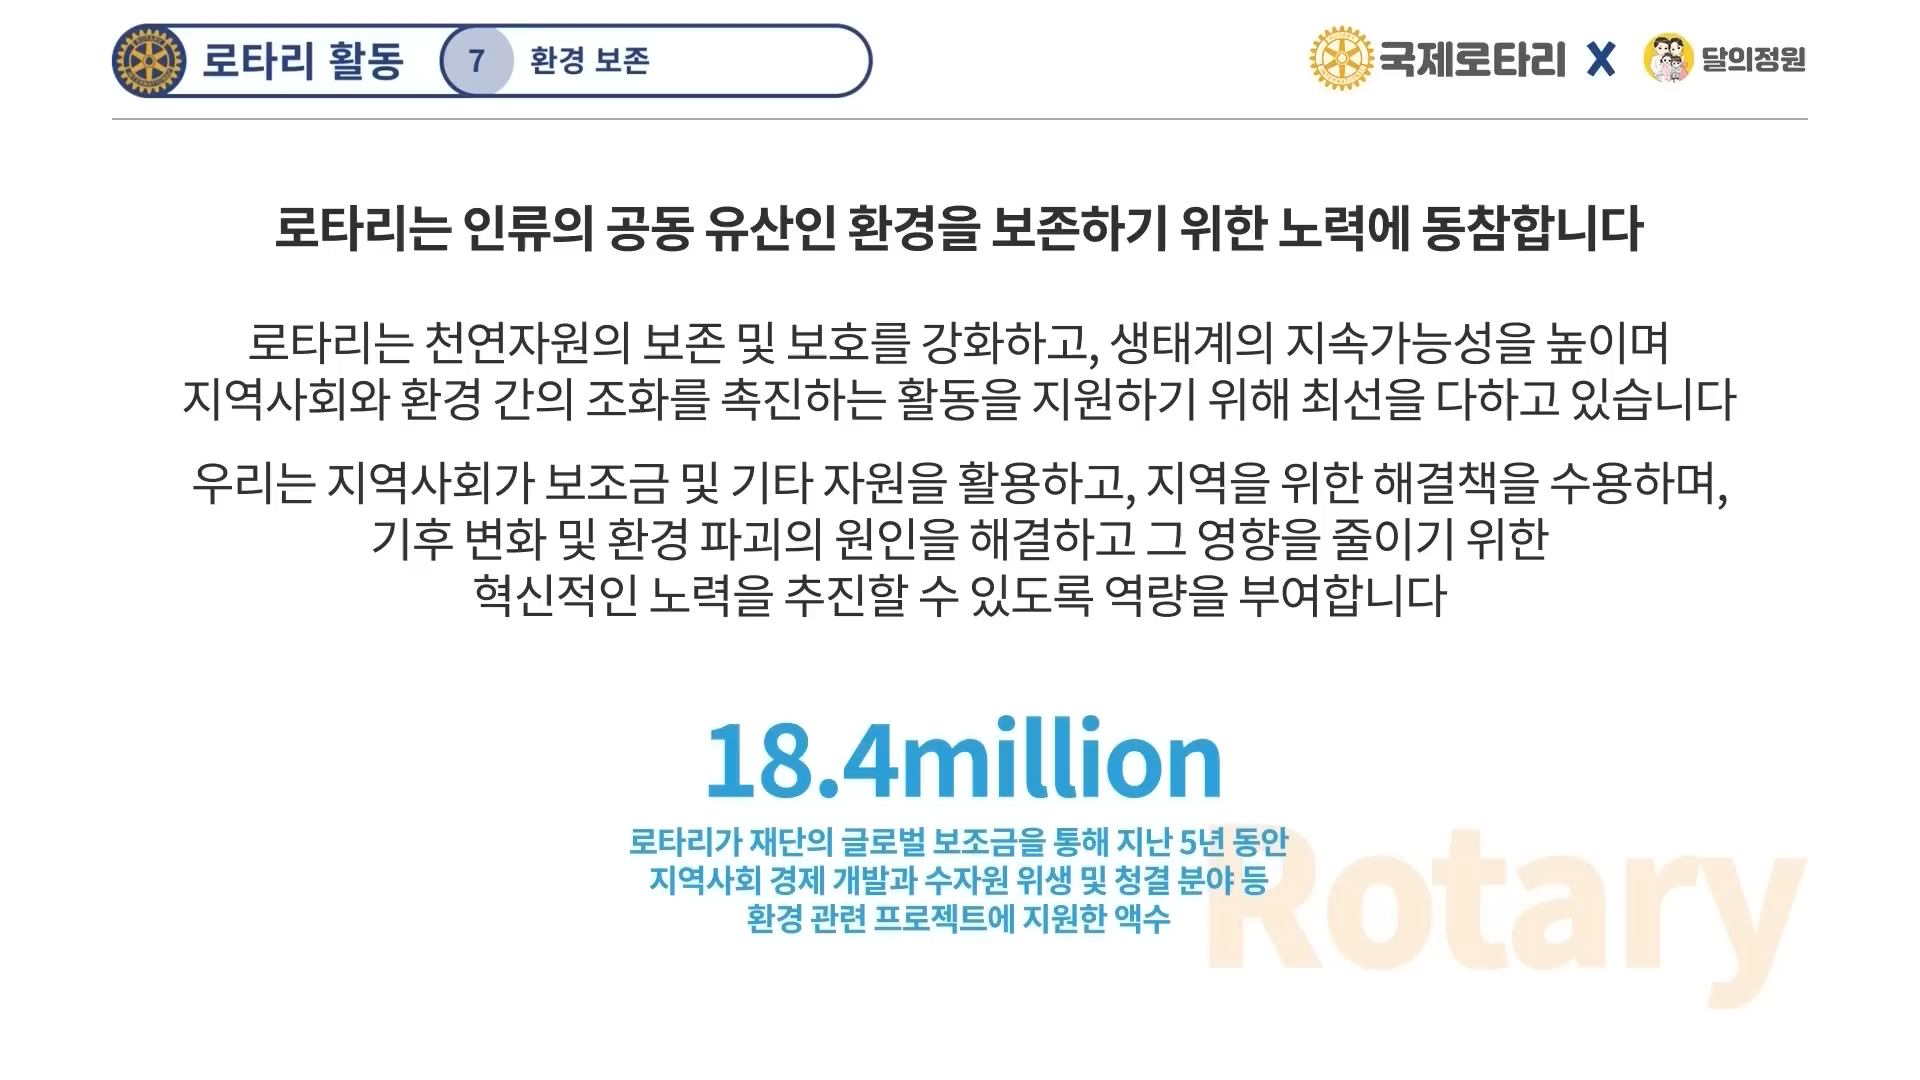 로타리 활동
7
환경 보존
국제로타리 X 달의정원
로타리는 인류의 공동 유산인 환경을 보존하기 위한 노력에 동참합니다
로타리는 천연자원의 보존 및 보호를 강화하고, 생태계의 지속가능성을 높이며
지역사회와 환경 간의 조화를 촉진하는 활동을 지원하기 위해 최선을 다하고 있습니다
우리는 지역사회가 보조금 및 기타 자원을 활용하고, 지역을 위한 해결책을 수용하며,
기후 변화 및 환경 파괴의 원인을 해결하고 그 영향을 줄이기 위한
혁신적인 노력을 추진할 수 있도록 역량을 부여합니다
18.4million
로타리가 재단의 글로벌 보조금을 통해 지난 5년 동안
지역사회 경제 개발과 수자원 위생 및 청결 분야 등
환경 관련 프로젝트에 지원한 액수
Rotary